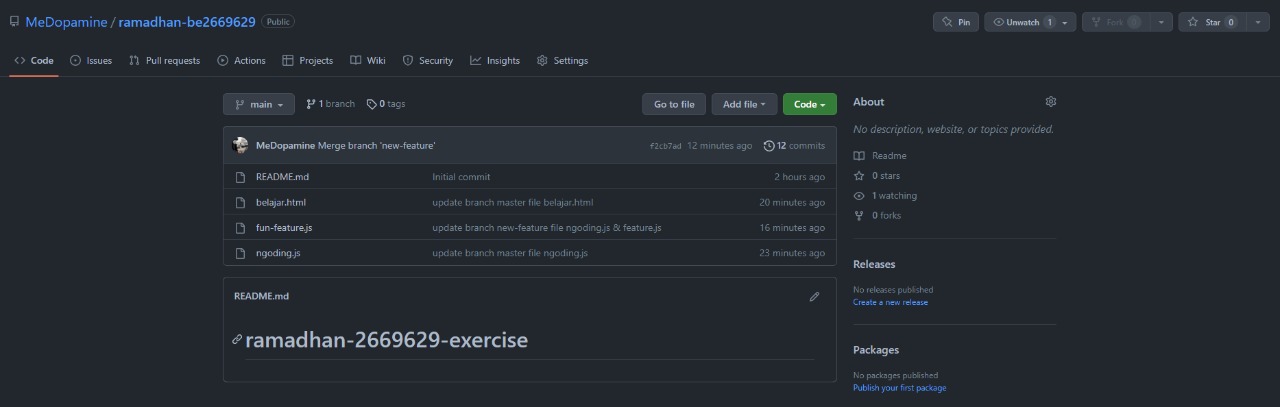 MeDopamine / ramadhan-be2669629 Public
Pin Unwatch 1 Fork 0 Star 0
Code Issues Pull requests Actions Projects Wiki Security Insights Settings
main 1 branch 0 tags Go to file Add file Code
MeDopamine Merge branch 'new-feature' f2cb7ad 12 minutes ago 12 commits
README.md Initial commit 2 hours ago
belajar.html update branch master file belajar.html 20 minutes ago
fun-feature.js update branch new-feature file ngoding.js & feature.js 16 minutes ago
ngoding.js update branch master file ngoding.js 23 minutes ago
README.md
ramadhan-2669629-exercise
About
No description, website, or topics provided.
Readme
0 stars
1 watching
0 forks
Releases
No releases published
Create a new release
Packages
No packages published
Publish your first package